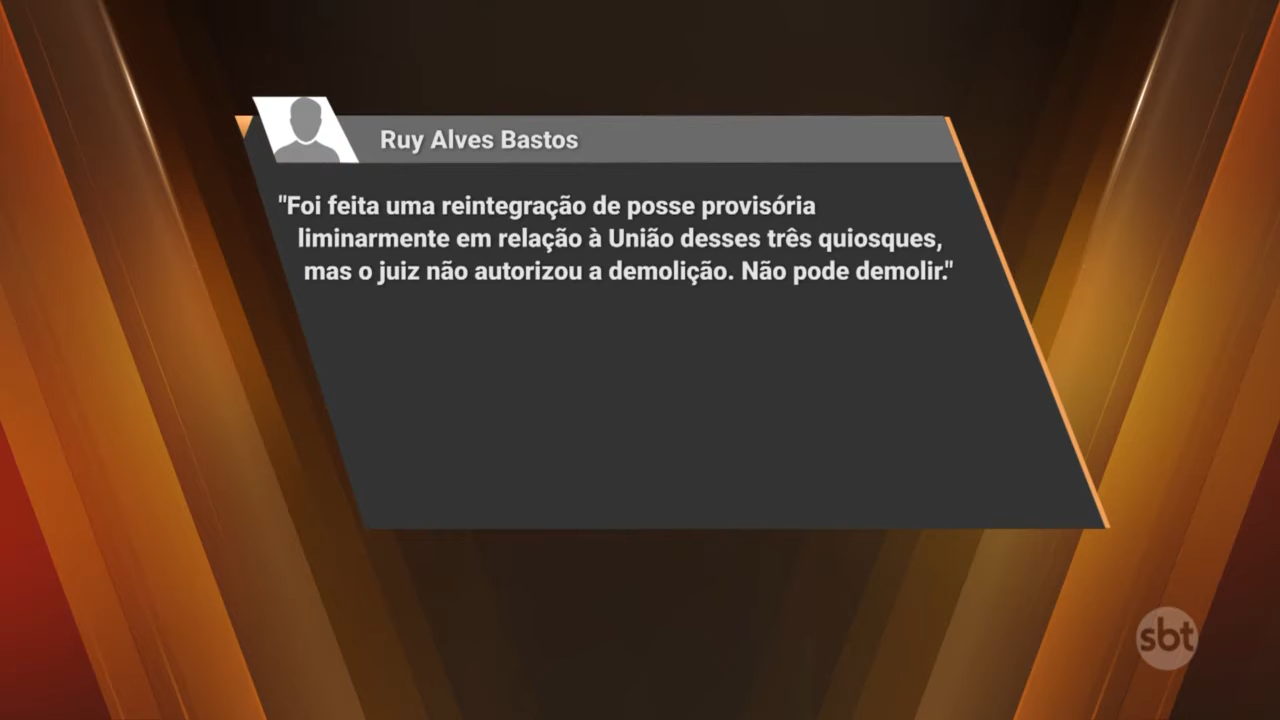 Ruy Alves Bastos
"Foi feita uma reintegração de posse provisória
liminarmente em relação à União desses três quiosques,
mas o juiz não autorizou a demolição. Não pode demolir."
sbt